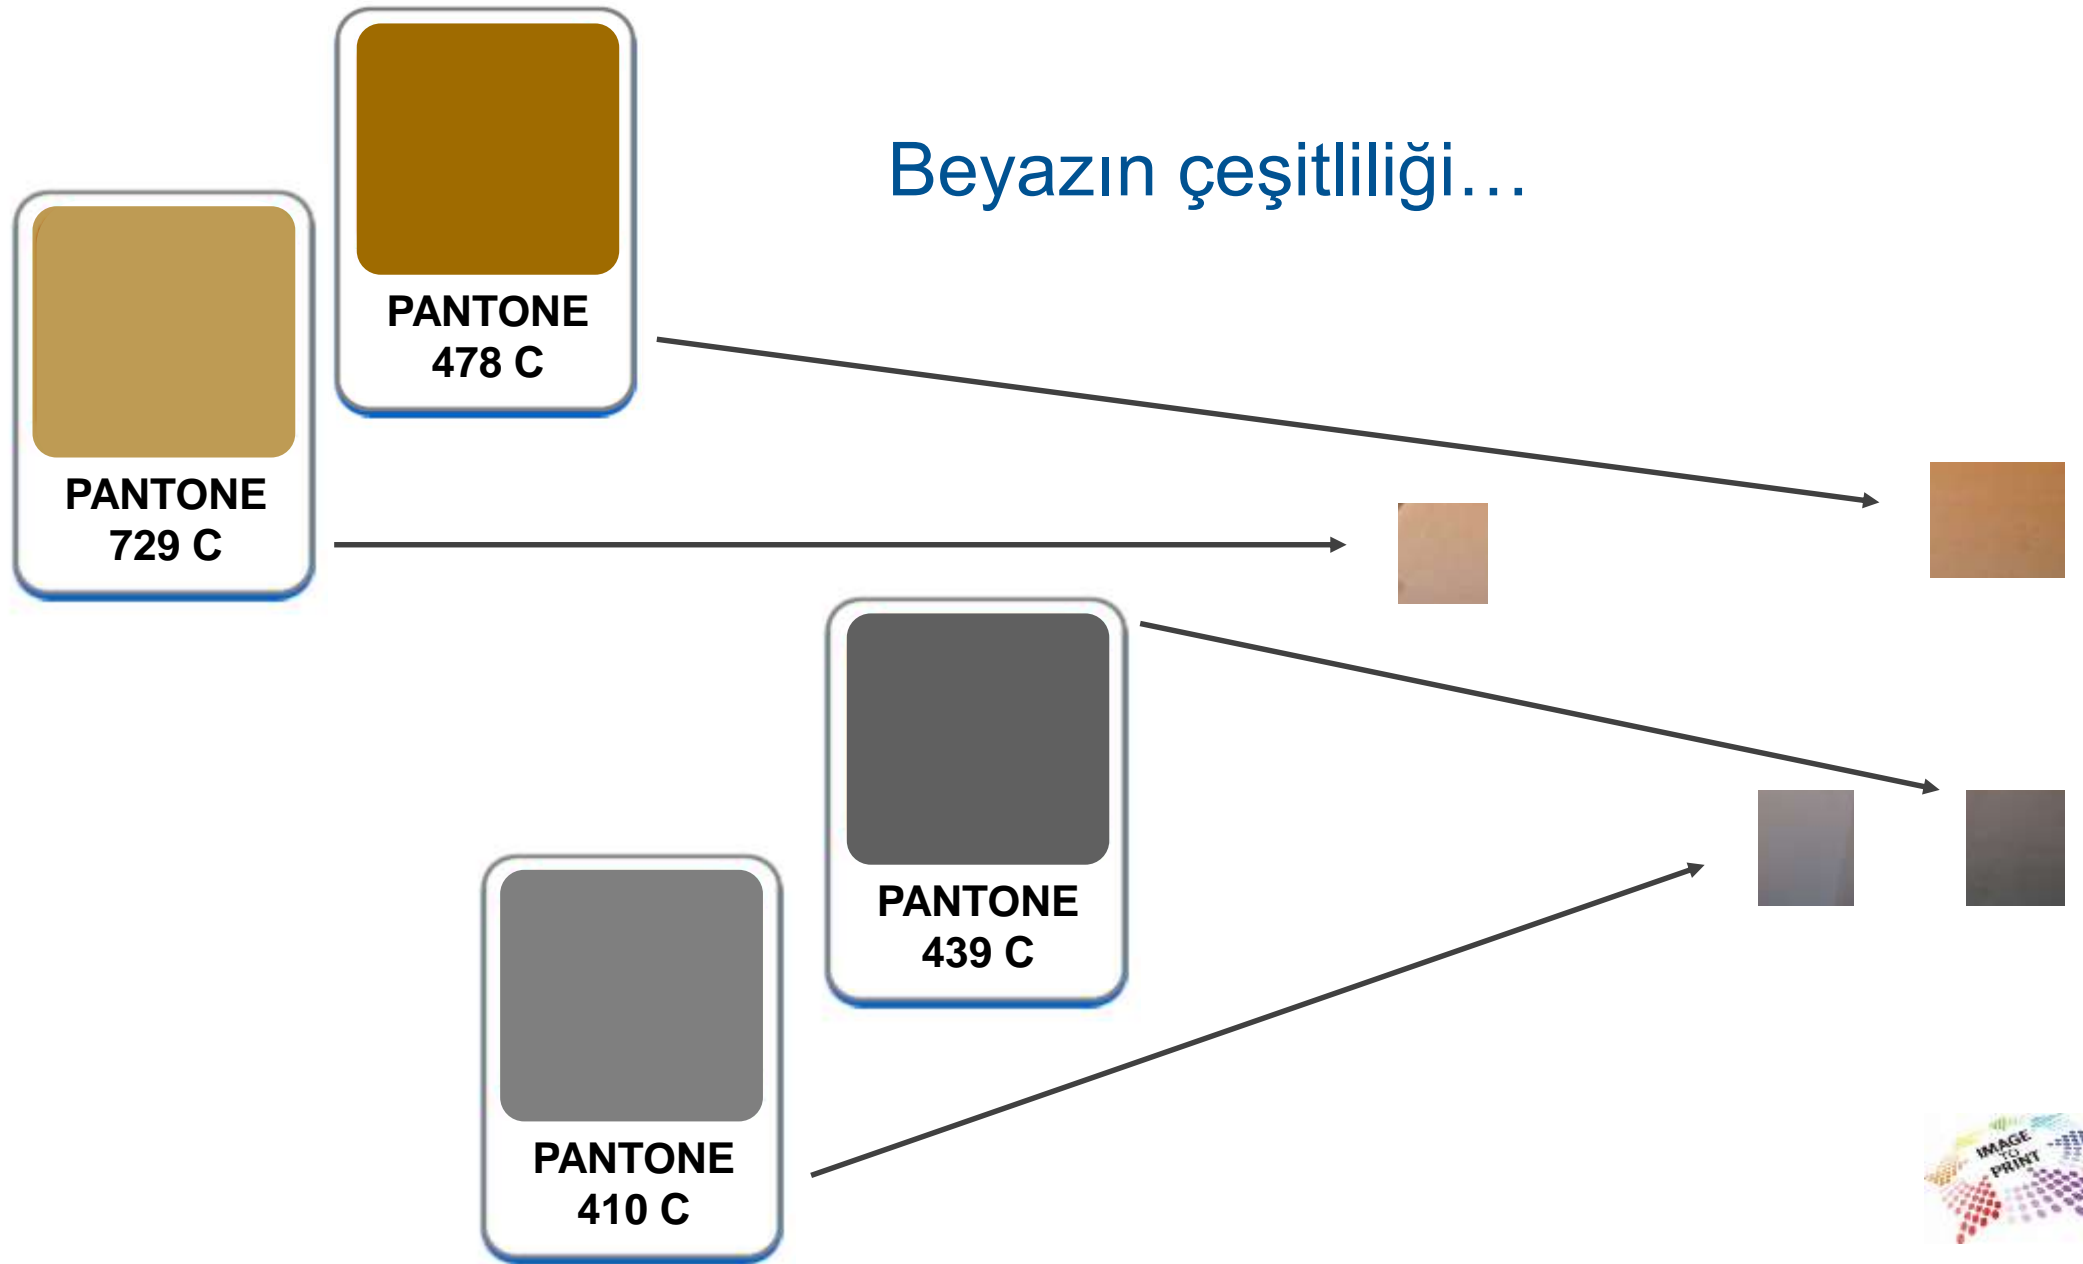 Beyazın çeşitliliği…
PANTONE
478 C
PANTONE
729 C
PANTONE
439 C
PANTONE
410 C
IMAGE
TO
PRINT